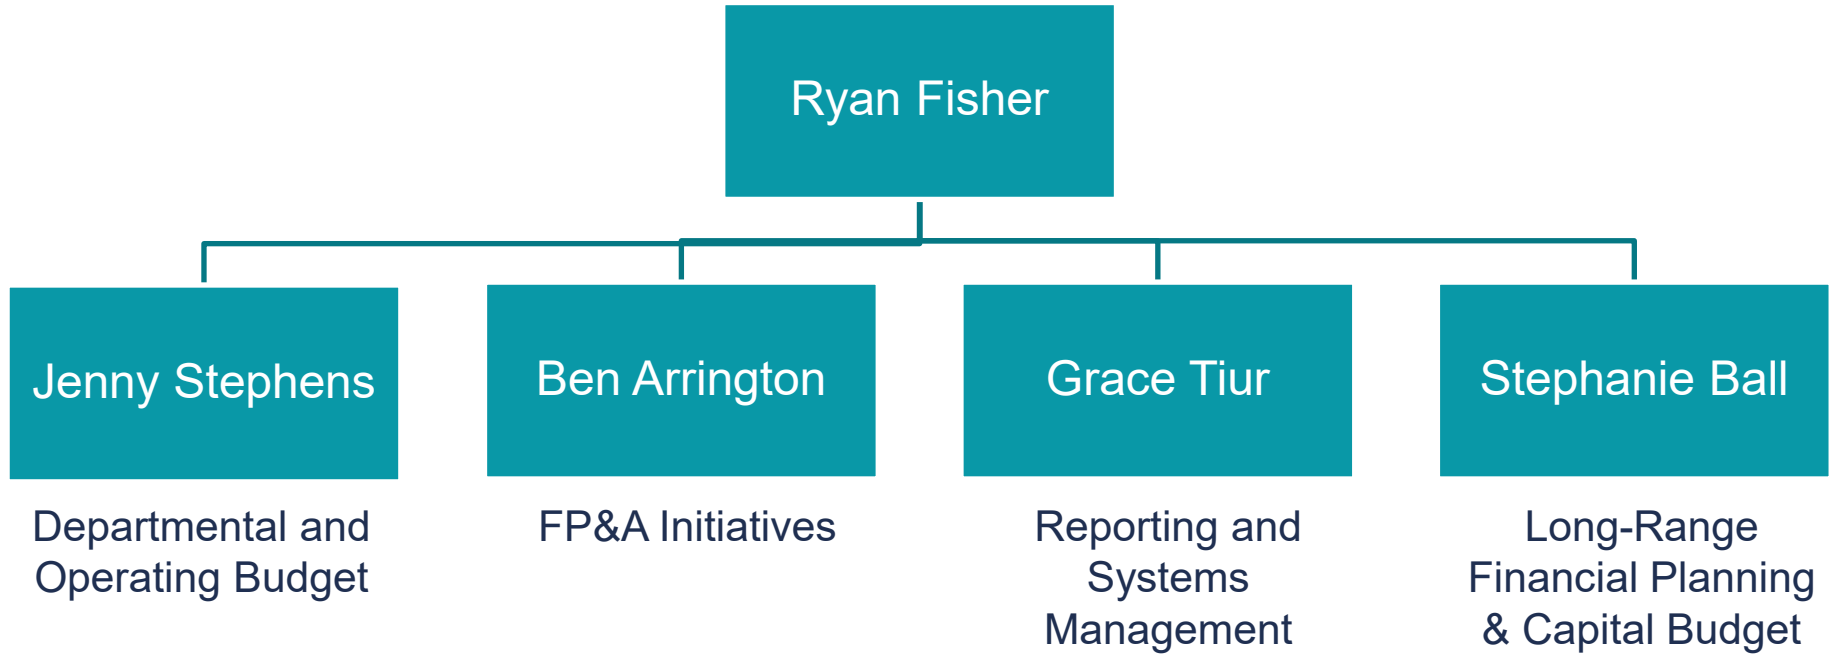 Ryan Fisher
Jenny Stephens
Ben Arrington
Grace Tiur
Stephanie Ball
Departmental and
Operating Budget
FP&A Initiatives
Reporting and
Systems
Management
Long-Range
Financial Planning
& Capital Budget